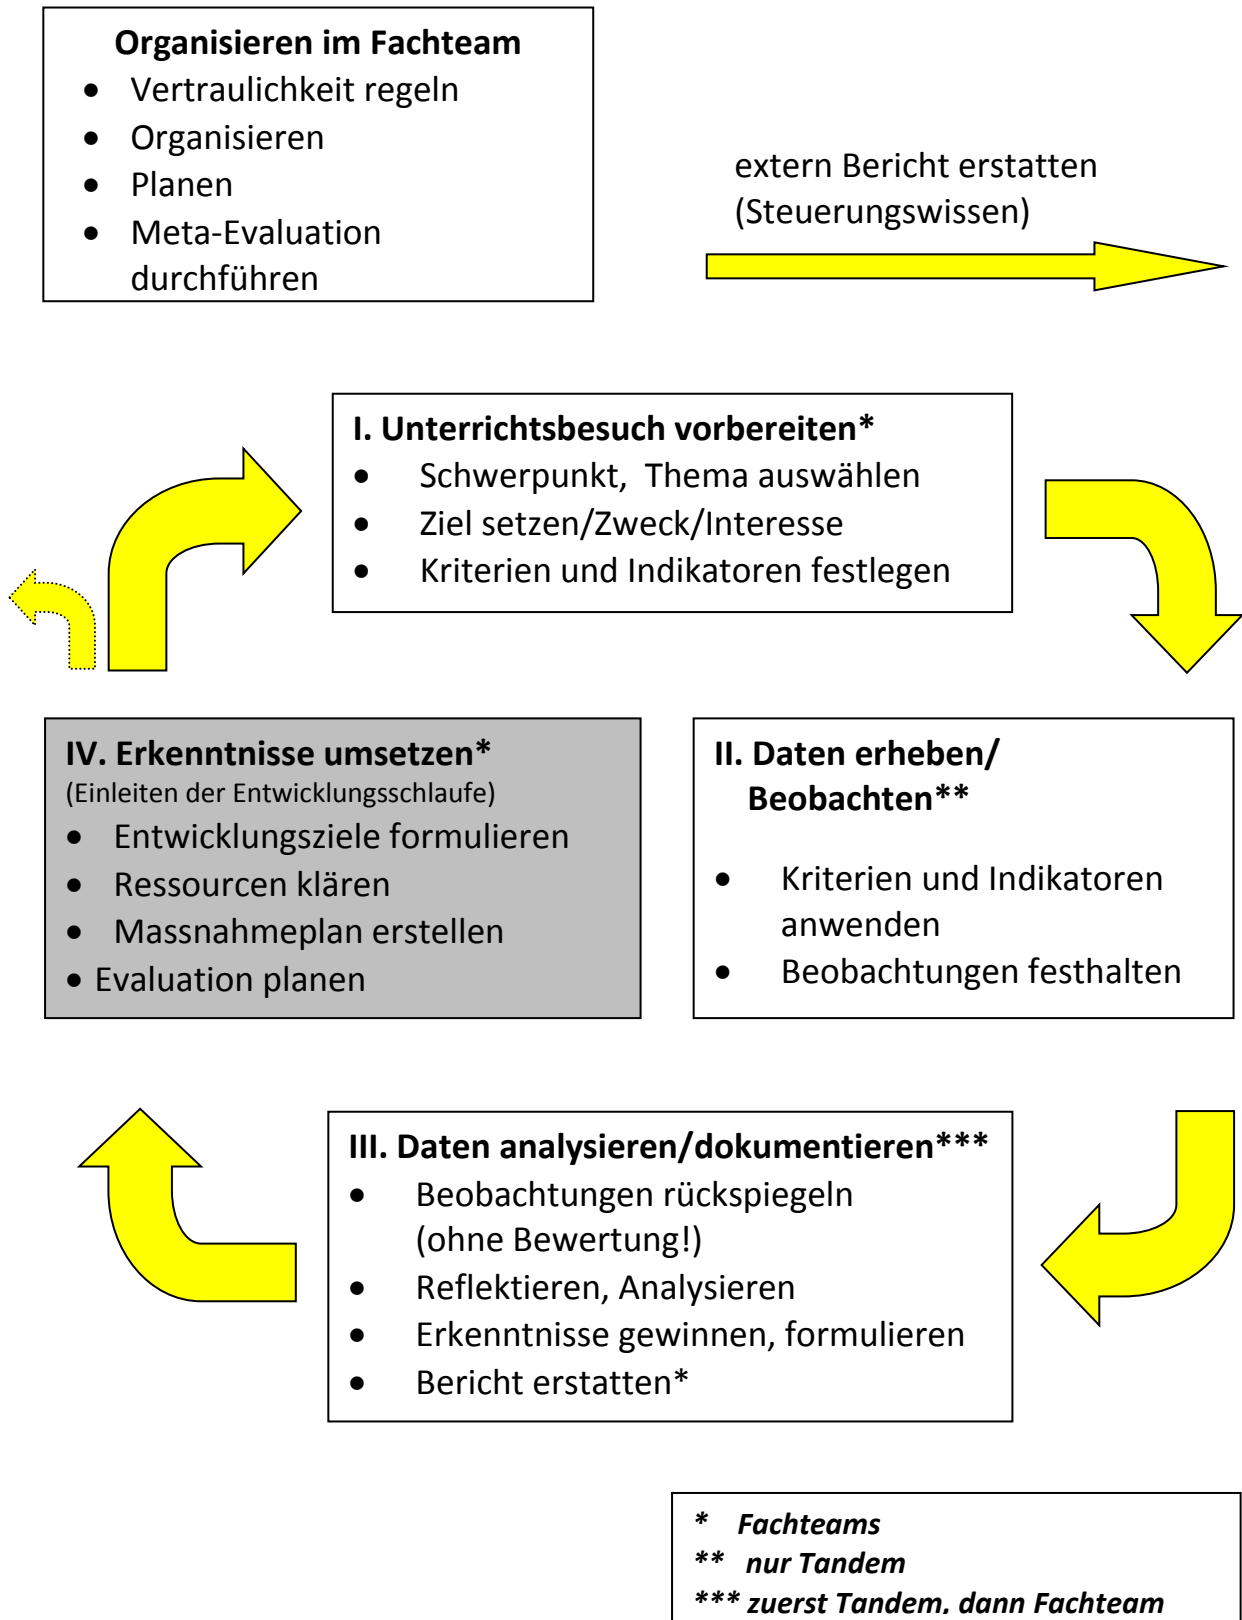 Organisieren im Fachteam
• Vertraulichkeit regeln
• Organisieren
• Planen
• Meta-Evaluation
durchführen
extern Bericht erstatten
(Steuerungswissen)
I. Unterrichtsbesuch vorbereiten*
• Schwerpunkt, Thema auswählen
• Ziel setzen/Zweck/Interesse
• Kriterien und Indikatoren festlegen
IV. Erkenntnisse umsetzen*
(Einleiten der Entwicklungsschlaufe)
• Entwicklungsziele formulieren
• Ressourcen klären
• Massnahmeplan erstellen
• Evaluation planen
II. Daten erheben/
Beobachten**
• Kriterien und Indikatoren
anwenden
• Beobachtungen festhalten
III. Daten analysieren/dokumentieren***
• Beobachtungen rückspiegeln
(ohne Bewertung!)
• Reflektieren, Analysieren
• Erkenntnisse gewinnen, formulieren
• Bericht erstatten*
* Fachteams
** nur Tandem
*** zuerst Tandem, dann Fachteam